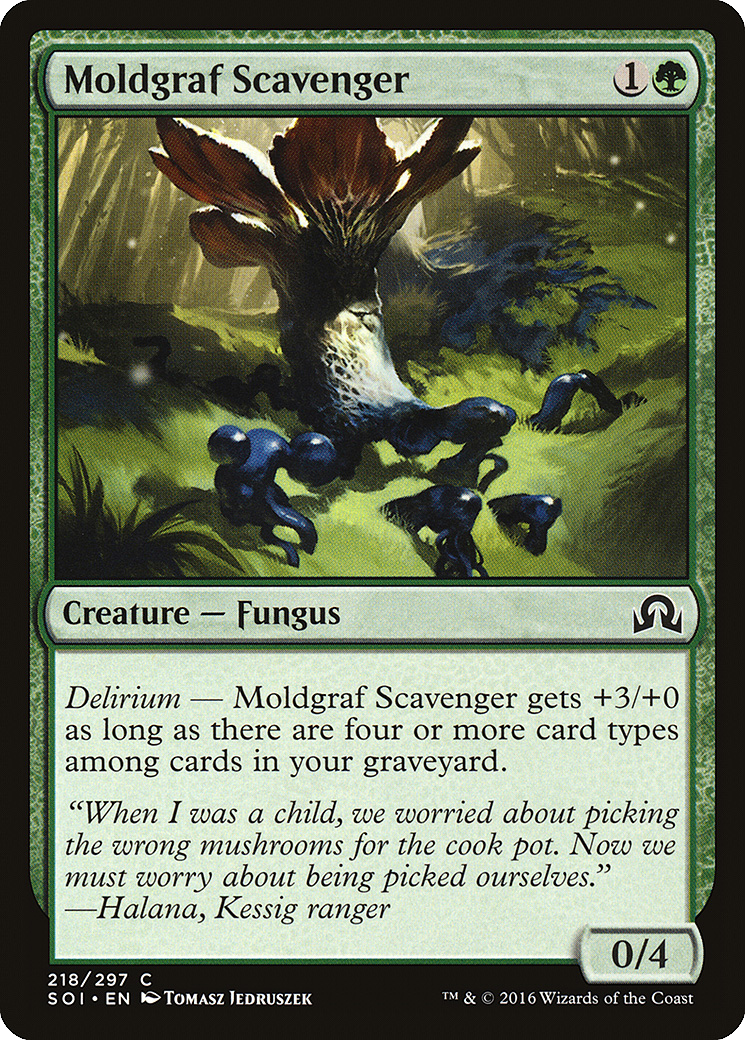 Moldgraf Scavenger 1
Creature — Fungus
Delirium — Moldgraf Scavenger gets +3/+0
as long as there are four or more card types
among cards in your graveyard.
“When I was a child, we worried about picking
the wrong mushrooms for the cook pot. Now we
must worry about being picked ourselves.”
—Halana, Kessig ranger
0/4
218/297 C
SOI • EN Tomasz Jedruszek ™ & © 2016 Wizards of the Coast